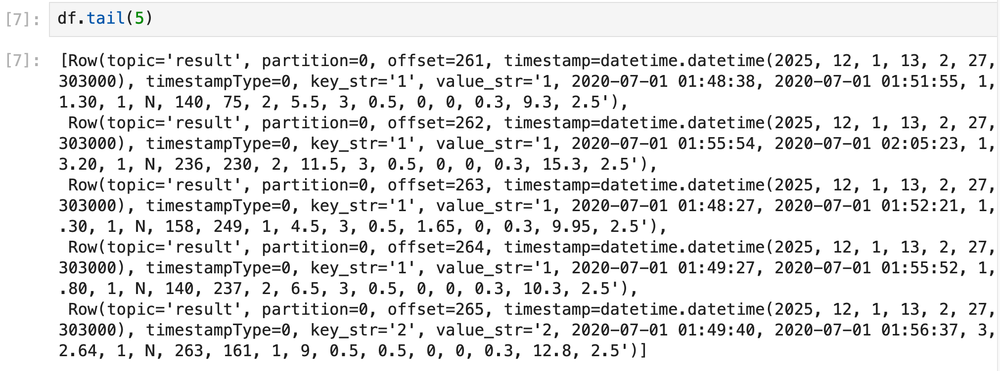 [7]: df.tail(5)
[7]: [Row(topic='result', partition=0, offset=261, timestamp=datetime.datetime(2025, 12, 1, 13, 2, 27,
303000), timestampType=0, key_str='1', value_str='1, 2020-07-01 01:48:38, 2020-07-01 01:51:55, 1,
1.30, 1, N, 140, 75, 2, 5.5, 3, 0.5, 0, 0, 0.3, 9.3, 2.5'),
 Row(topic='result', partition=0, offset=262, timestamp=datetime.datetime(2025, 12, 1, 13, 2, 27,
303000), timestampType=0, key_str='1', value_str='1, 2020-07-01 01:55:54, 2020-07-01 02:05:23, 1,
3.20, 1, N, 236, 230, 2, 11.5, 3, 0.5, 0, 0, 0.3, 15.3, 2.5'),
 Row(topic='result', partition=0, offset=263, timestamp=datetime.datetime(2025, 12, 1, 13, 2, 27,
303000), timestampType=0, key_str='1', value_str='1, 2020-07-01 01:48:27, 2020-07-01 01:52:21, 1,
.30, 1, N, 158, 249, 1, 4.5, 3, 0.5, 1.65, 0, 0.3, 9.95, 2.5'),
 Row(topic='result', partition=0, offset=264, timestamp=datetime.datetime(2025, 12, 1, 13, 2, 27,
303000), timestampType=0, key_str='1', value_str='1, 2020-07-01 01:49:27, 2020-07-01 01:55:52, 1,
.80, 1, N, 140, 237, 2, 6.5, 3, 0.5, 0, 0, 0.3, 10.3, 2.5'),
 Row(topic='result', partition=0, offset=265, timestamp=datetime.datetime(2025, 12, 1, 13, 2, 27,
303000), timestampType=0, key_str='2', value_str='2, 2020-07-01 01:49:40, 2020-07-01 01:56:37, 3,
2.64, 1, N, 263, 161, 1, 9, 0.5, 0.5, 0, 0, 0.3, 12.8, 2.5')]